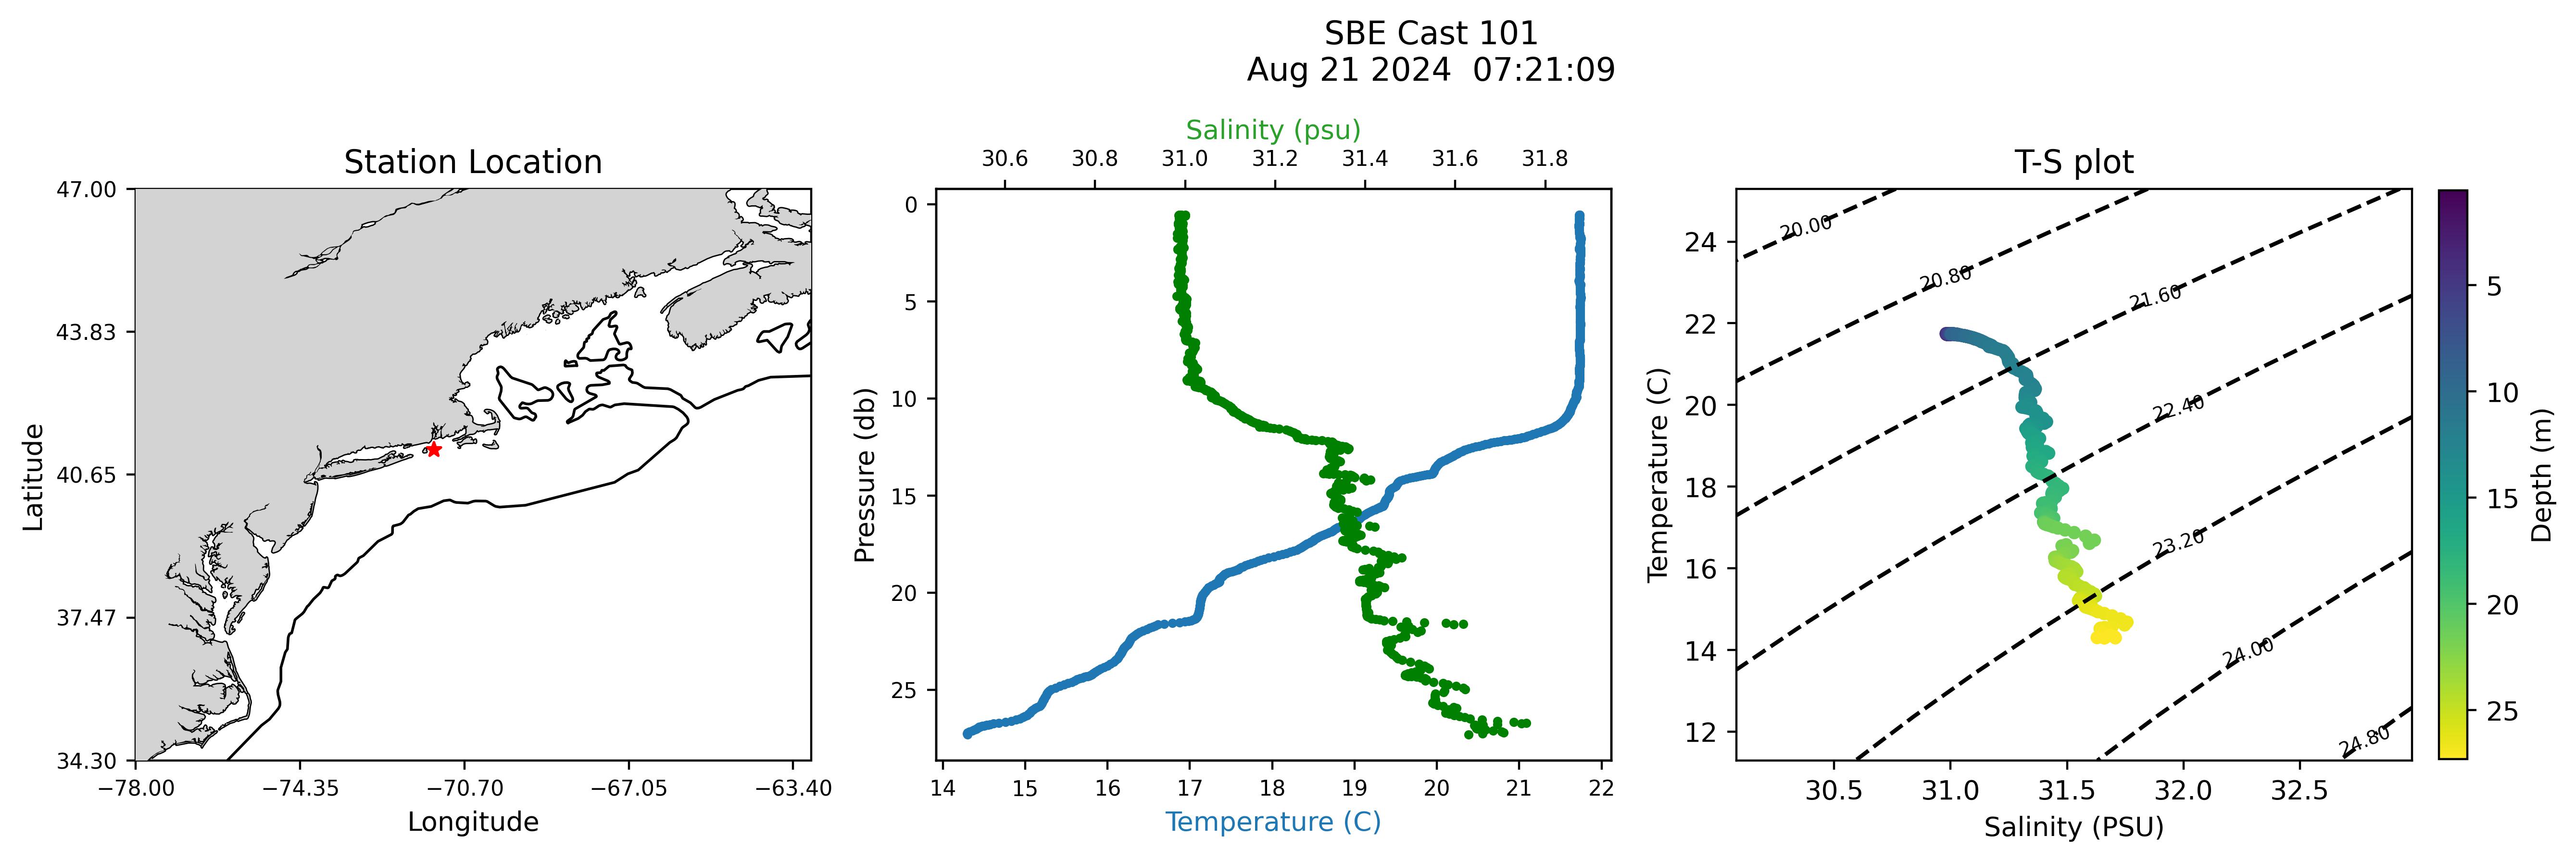 SBE Cast 101
Aug 21 2024  07:21:09
Station Location
47.00
43.83
40.65
37.47
34.30
−78.00 −74.35 −70.70 −67.05 −63.40
Latitude
Longitude
Salinity (psu)
30.6 30.8 31.0 31.2 31.4 31.6 31.8
0
5
10
15
20
25
Pressure (db)
14 15 16 17 18 19 20 21 22
Temperature (C)
T-S plot
24
22
20
18
16
14
12
Temperature (C)
20.00
20.80
21.60
22.40
23.20
24.00
24.80
30.5 31.0 31.5 32.0 32.5
Salinity (PSU)
5
10
15
20
25
Depth (m)